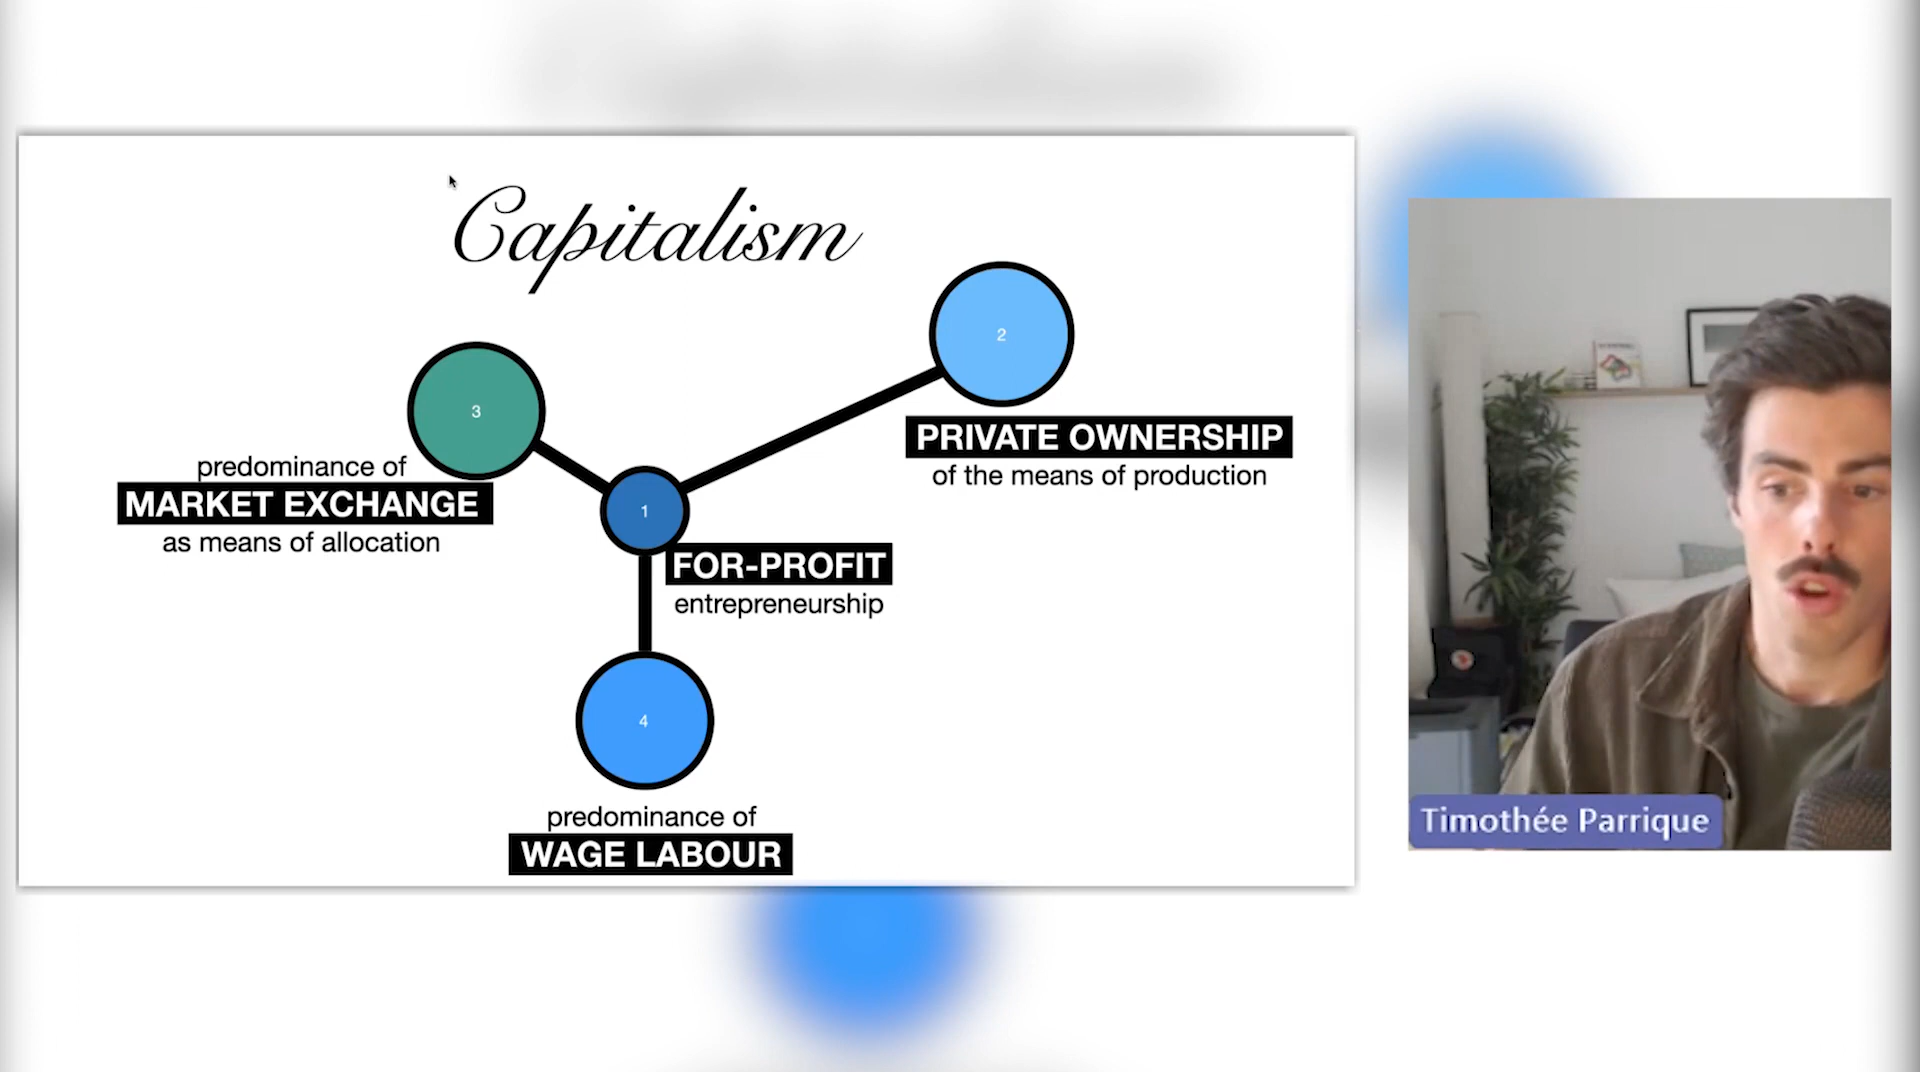 Capitalism
2
3
PRIVATE OWNERSHIP
of the means of production
predominance of
MARKET EXCHANGE
as means of allocation
1
FOR-PROFIT
entrepreneurship
4
predominance of
WAGE LABOUR
Timothée Parrique